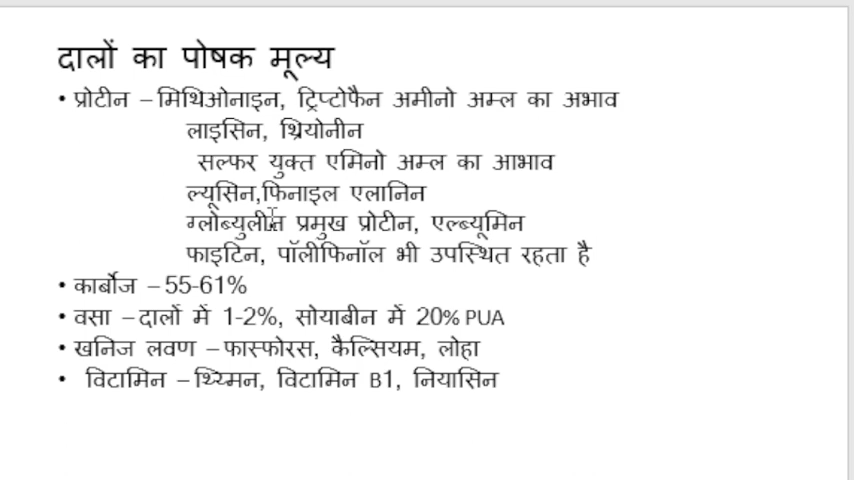 दालों का पोषक मूल्य
• प्रोटीन – मिथिओनाइन, ट्रिप्टोफैन अमीनो अम्ल का अभाव
लाइसिन, थ्रियोनीन
सल्फर युक्त एमिनो अम्ल का आभाव
ल्यूसिन,फिनाइल एलानिन
ग्लोब्युलीन प्रमुख प्रोटीन, एल्ब्यूमिन
फाइटिन, पॉलीफिनॉल भी उपस्थित रहता है
• कार्बोज – 55-61%
• वसा – दालों में 1-2%, सोयाबीन में 20% PUA
• खनिज लवण – फास्फोरस, कैल्सियम, लोहा
• विटामिन – थ्यिमन, विटामिन B1, नियासिन